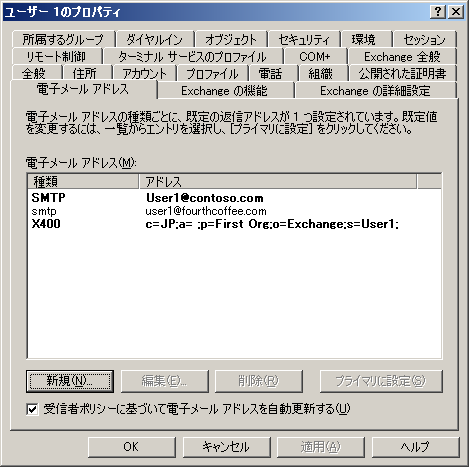 ユーザー 1のプロパティ
所属するグループ ダイヤルイン オブジェクト セキュリティ 環境 セッション
リモート制御 ターミナル サービスのプロファイル COM+ Exchange 全般
全般 住所 アカウント プロファイル 電話 組織 公開された証明書
電子メール アドレス Exchange の機能 Exchange の詳細設定
電子メール アドレスの種類ごとに、既定の返信アドレスが 1 つ設定されています。既定値
を変更するには、一覧からエントリを選択し、[プライマリに設定] をクリックしてください。
電子メール アドレス(M):
種類 アドレス
SMTP User1@contoso.com
smtp user1@fourthcoffee.com
X400 c=JP;a= ;p=First Org;o=Exchange;s=User1;
新規(N)... 編集(E)... 削除(R) プライマリに設定(S)
受信者ポリシーに基づいて電子メール アドレスを自動更新する(U)
OK キャンセル 適用(A) ヘルプ